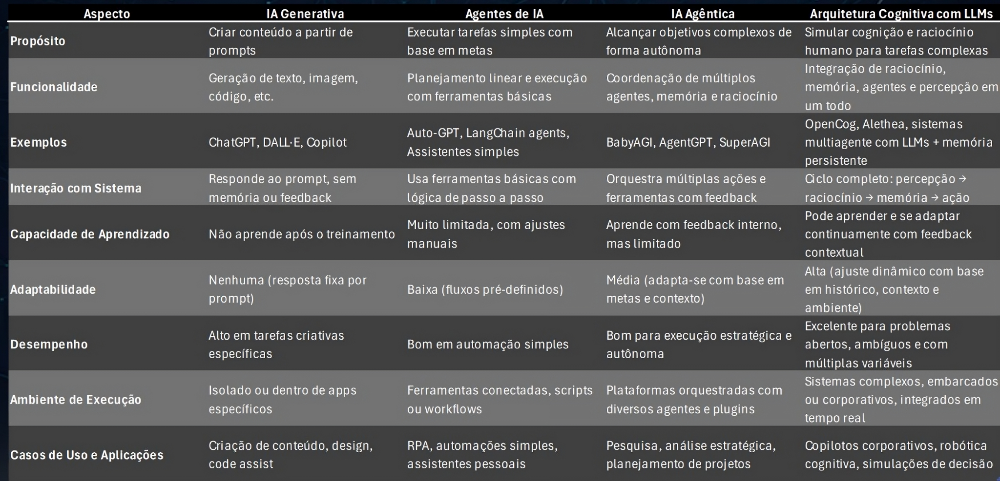 Aspecto IA Generativa Agentes de IA IA Agêntica Arquitetura Cognitiva com LLMs
Propósito
Criar conteúdo a partir de
prompts
Executar tarefas simples com
base em metas
Alcançar objetivos complexos de
forma autônoma
Simular cognição e raciocínio
humano para tarefas complexas
Funcionalidade
Geração de texto, imagem,
código, etc.
Planejamento linear e execução
com ferramentas básicas
Coordenação de múltiplos
agentes, memória e raciocínio
Integração de raciocínio,
memória, agentes e percepção em
um todo
Exemplos
ChatGPT, DALL·E, Copilot
Auto-GPT, LangChain agents,
Assistentes simples
BabyAGI, AgentGPT, SuperAGI
OpenCog, Alethea, sistemas
multiagente com LLMs + memória
persistente
Interação com Sistema
Responde ao prompt, sem
memória ou feedback
Usa ferramentas básicas com
lógica de passo a passo
Orquestra múltiplas ações e
ferramentas com feedback
Ciclo completo: percepção →
raciocínio → memória → ação
Capacidade de Aprendizado
Não aprende após o treinamento
Muito limitada, com ajustes
manuais
Aprende com feedback interno,
mas limitado
Pode aprender e se adaptar
continuamente com feedback
contextual
Adaptabilidade
Nenhuma (resposta fixa por
prompt)
Baixa (fluxos pré-definidos)
Média (adapta-se com base em
metas e contexto)
Alta (ajuste dinâmico com base
em histórico, contexto e
ambiente)
Desempenho
Alto em tarefas criativas
específicas
Bom em automação simples
Bom para execução estratégica e
autônoma
Excelente para problemas
abertos, ambíguos e com
múltiplas variáveis
Ambiente de Execução
Isolado ou dentro de apps
específicos
Ferramentas conectadas, scripts
ou workflows
Plataformas orquestradas com
diversos agentes e plugins
Sistemas complexos, embarcados
ou corporativos, integrados em
tempo real
Casos de Uso e Aplicações
Criação de conteúdo, design,
code assist
RPA, automações simples,
assistentes pessoais
Pesquisa, análise estratégica,
planejamento de projetos
Copilotos corporativos, robótica
cognitiva, simulações de decisão